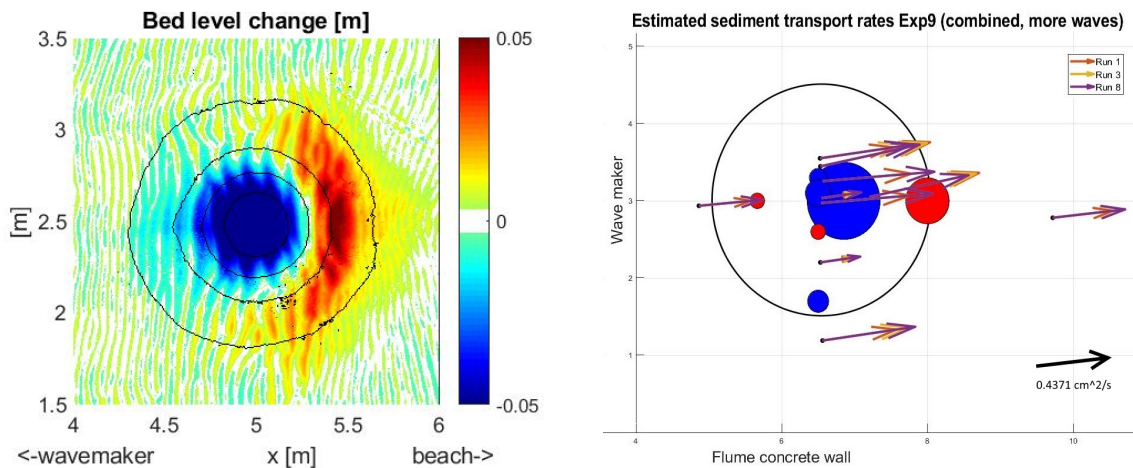 Bed level change [m]
3.5
3
2.5
2
1.5
[m]
4
4.5
5
5.5
6
<-wavemaker
x [m]
beach->
0.05
0
-0.05
Estimated sediment transport rates Exp9 (combined, more waves)
5
4
3
2
1
Wave maker
Run 1
Run 3
Run 8
0.4371 cm^2/s
4
6
8
10
Flume concrete wall